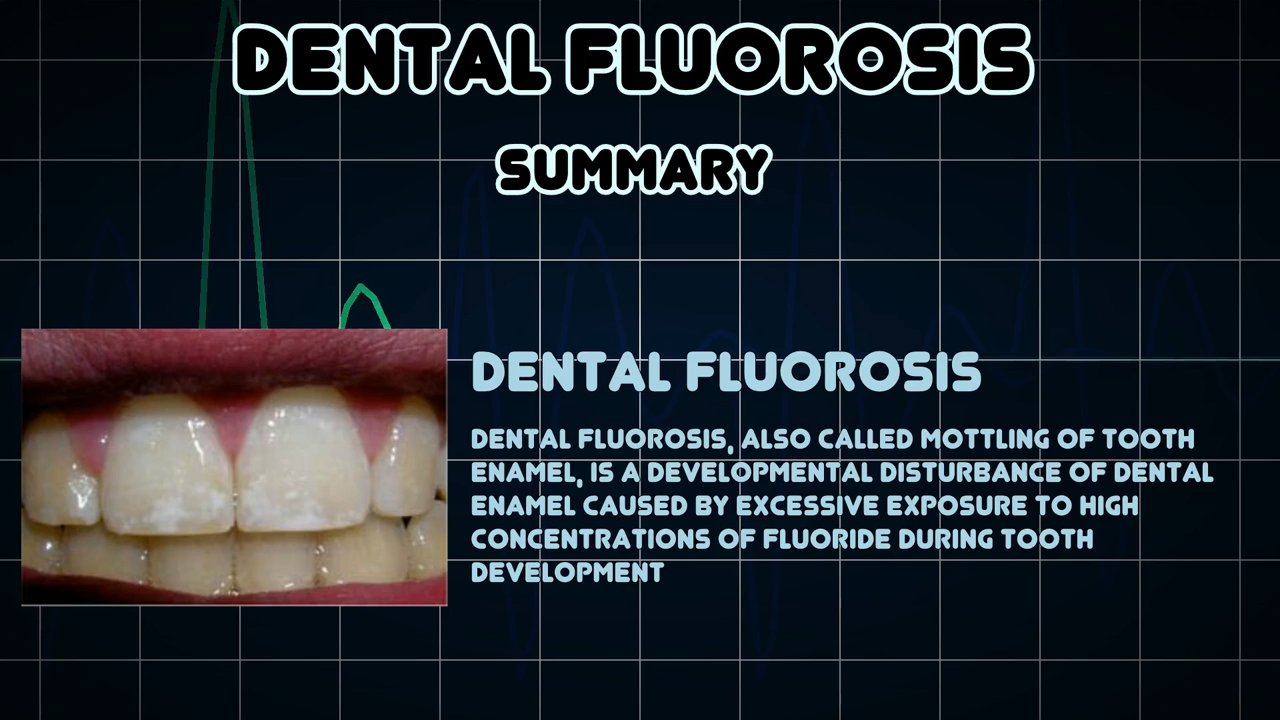 DENTAL FLUOROSIS
SUMMARY
DENTAL FLUOROSIS
DENTAL FLUOROSIS, ALSO CALLED MOTTLING OF TOOTH
ENAMEL, IS A DEVELOPMENTAL DISTURBANCE OF DENTAL
ENAMEL CAUSED BY EXCESSIVE EXPOSURE TO HIGH
CONCENTRATIONS OF FLUORIDE DURING TOOTH
DEVELOPMENT